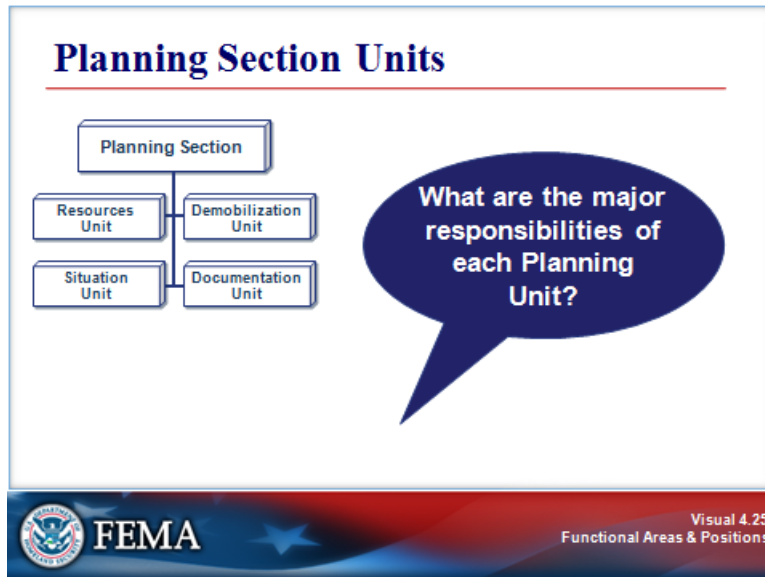 Planning Section Units
Planning Section
Resources
Unit
Demobilization
Unit
Situation
Unit
Documentation
Unit
What are the major
responsibilities of
each Planning
Unit?
FEMA
Visual 4.25
Functional Areas & Positions